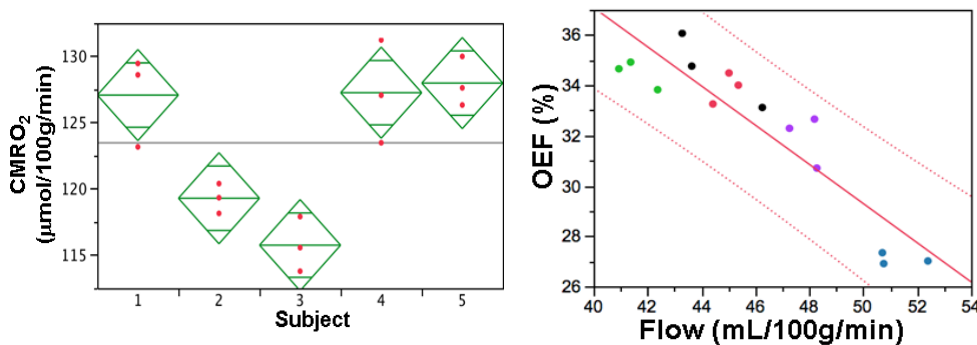 CMRO2
(μmol/100g/min)
130
125
120
115
1 2 3 4 5
Subject
OEF (%)
36
34
32
30
28
26
40 42 44 46 48 50 52 54
Flow (mL/100g/min)